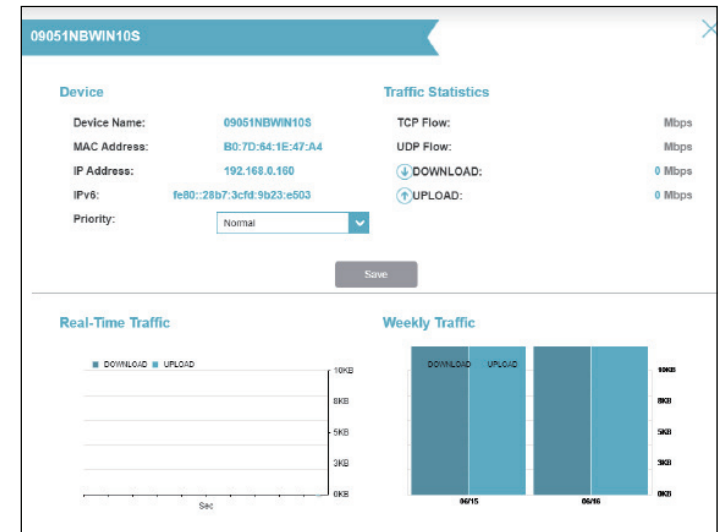 09051NBWIN10S
Device
Device Name: 09051NBWIN10S
MAC Address: B0:7D:64:1E:47:A4
IP Address: 192.168.0.160
IPv6: fe80::28b7:3cfd:9b23:e503
Priority: Normal
Traffic Statistics
TCP Flow: Mbps
UDP Flow: Mbps
DOWNLOAD: 0 Mbps
UPLOAD: 0 Mbps
Save
Real-Time Traffic
DOWNLOAD UPLOAD
10KB
8KB
5KB
3KB
0KB
Sec
Weekly Traffic
DOWNLOAD UPLOAD
10KB
8KB
5KB
3KB
0KB
06/15 06/16